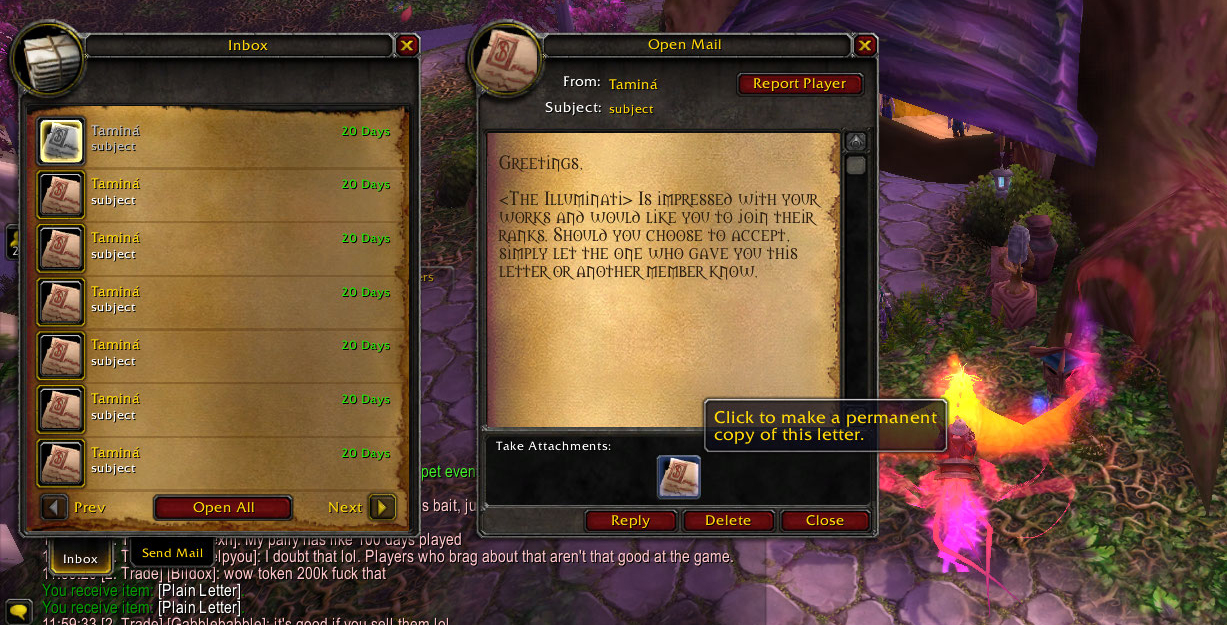 Inbox
Taminá
20 Days
subject
Taminá
20 Days
subject
Taminá
20 Days
subject
Taminá
20 Days
subject
Taminá
20 Days
subject
Taminá
20 Days
subject
Taminá
20 Days
subject
Prev
Open All
Next
Inbox
Send Mail
Open Mail
From: Taminá
Report Player
Subject: subject
Greetings,
<The Illuminati> Is impressed with your
works and would like you to join their
ranks. Should you choose to accept,
simply let the one who gave you this
letter or another member know.
Click to make a permanent
copy of this letter.
Take Attachments:
Reply
Delete
Close
pet even
s bait, ju
My pally has like 100 days played
lpyou]: I doubt that lol. Players who brag about that aren't that good at the game.
[2. Trade] [Bildox]: wow token 200k fuck that
You receive item: [Plain Letter]
You receive item: [Plain Letter]
11:59:33 [2. Trade] [Gabblebabble]: it's good if you sell them lol